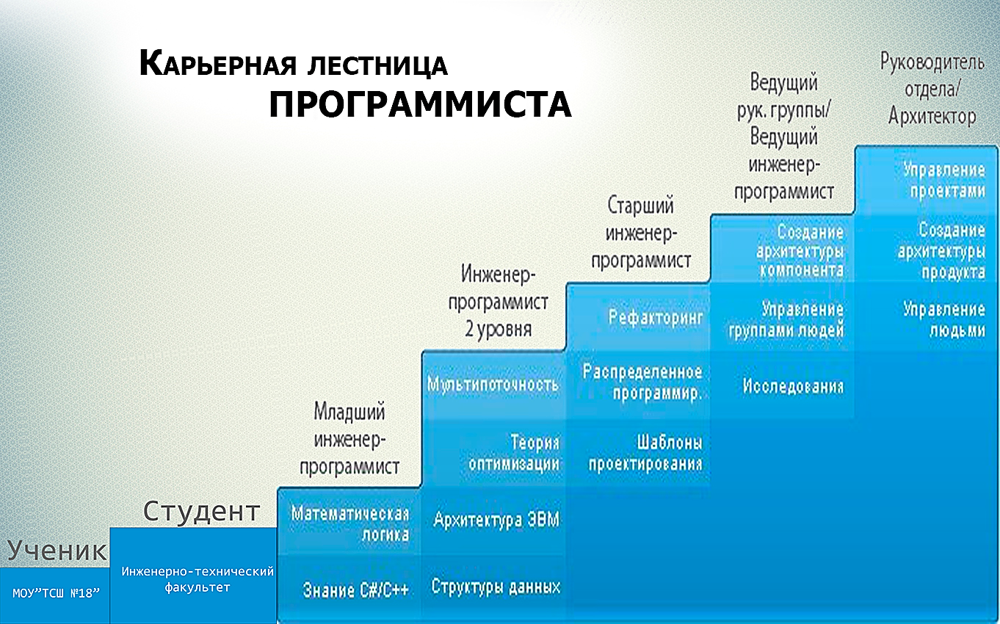 Карьерная лестница
программиста
Ученик
МОУ”ТСШ №18”
Студент
Инженерно-технический
факультет
Младший
инженер-
программист
Математическая
логика
Знание C#/C++
Инженер-
программист
2 уровня
Мультипоточность
Теория
оптимизации
Архитектура ЭВМ
Структуры данных
Старший
инженер-
программист
Рефакторинг
Распределенное
программир.
Шаблоны
проектирования
Ведущий
рук. группы/
Ведущий
инженер-
программист
Создание
архитектуры
компонента
Управление
группами людей
Исследования
Руководитель
отдела/
Архитектор
Управление
проектами
Создание
архитектуры
продукта
Управление
людьми